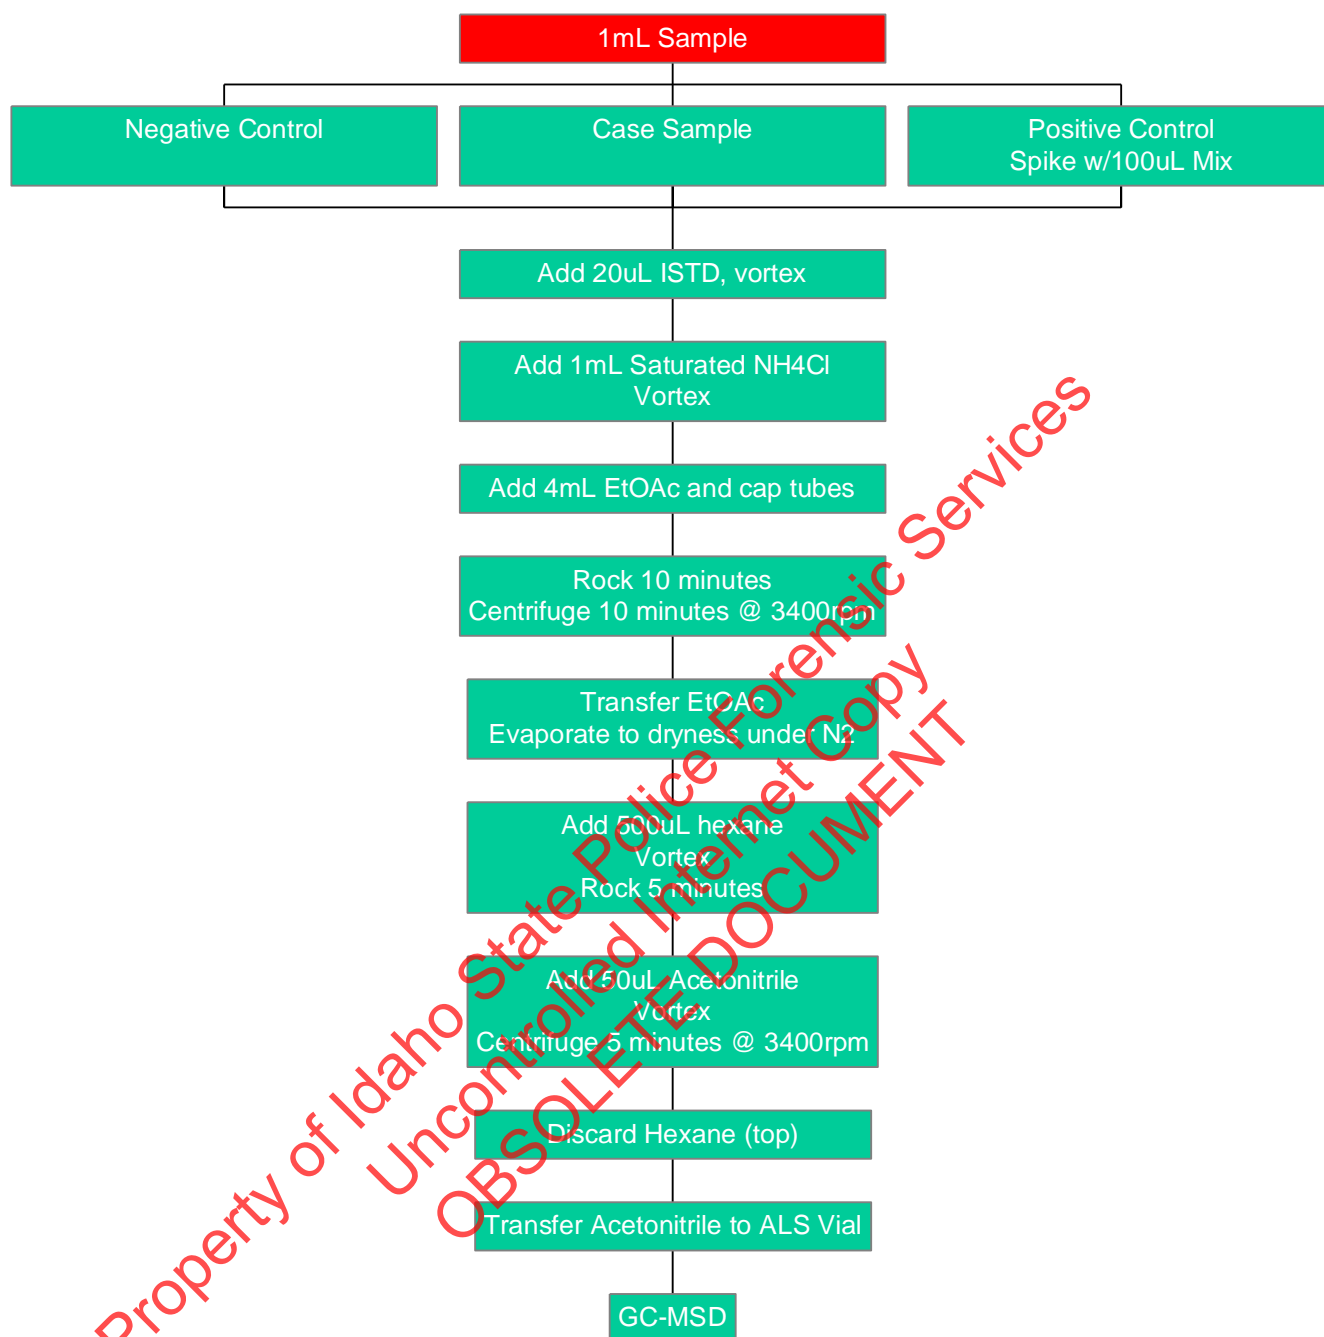 1mL Sample
Negative Control
Case Sample
Positive Control
Spike w/100uL Mix
Add 20uL ISTD, vortex
Add 1mL Saturated NH4Cl
Vortex
Add 4mL EtOAc and cap tubes
Rock 10 minutes
Centrifuge 10 minutes @ 3400rpm
Transfer EtOAc
Evaporate to dryness under N2
Add 500uL hexane
Vortex
Rock 5 minutes
Add 50uL Acetonitrile
Vortex
Centrifuge 5 minutes @ 3400rpm
Discard Hexane (top)
Transfer Acetonitrile to ALS Vial
GC-MSD
Property of Idaho State Police Forensic Services
Uncontrolled Internet Copy
OBSOLETE DOCUMENT